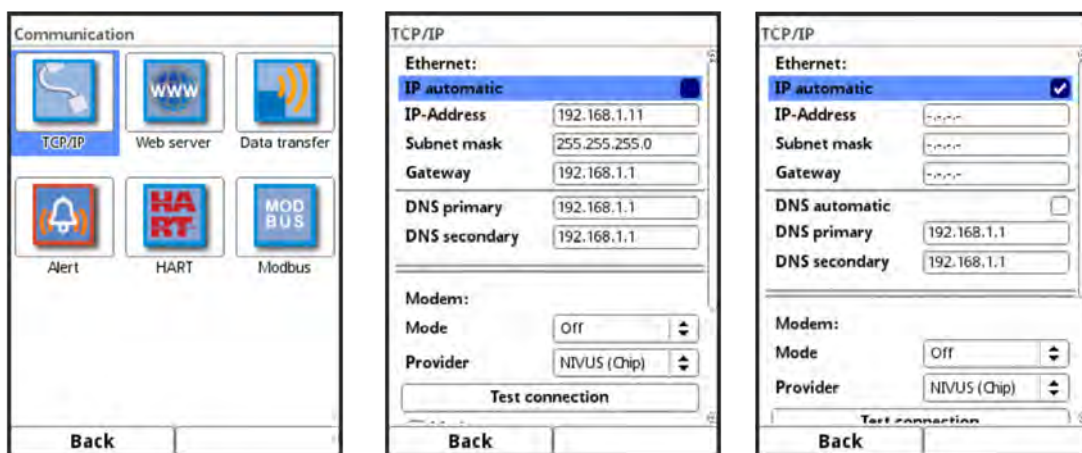 Communication
TCP/IP
Web server
Data transfer
Alert
HART
Modbus
WWW
HART
MOD
BUS
Back
TCP/IP
Ethernet:
IP automatic
IP-Address 192.168.1.11
Subnet mask 255.255.255.0
Gateway 192.168.1.1
DNS primary 192.168.1.1
DNS secondary 192.168.1.1
Modem:
Mode Off
Provider NIVUS (Chip)
Test connection
Back
TCP/IP
Ethernet:
IP automatic
IP-Address -.-.-.-
Subnet mask -.-.-.-
Gateway -.-.-.-
DNS automatic
DNS primary 192.168.1.1
DNS secondary 192.168.1.1
Modem:
Mode Off
Provider NIVUS (Chip)
Test connection
Back